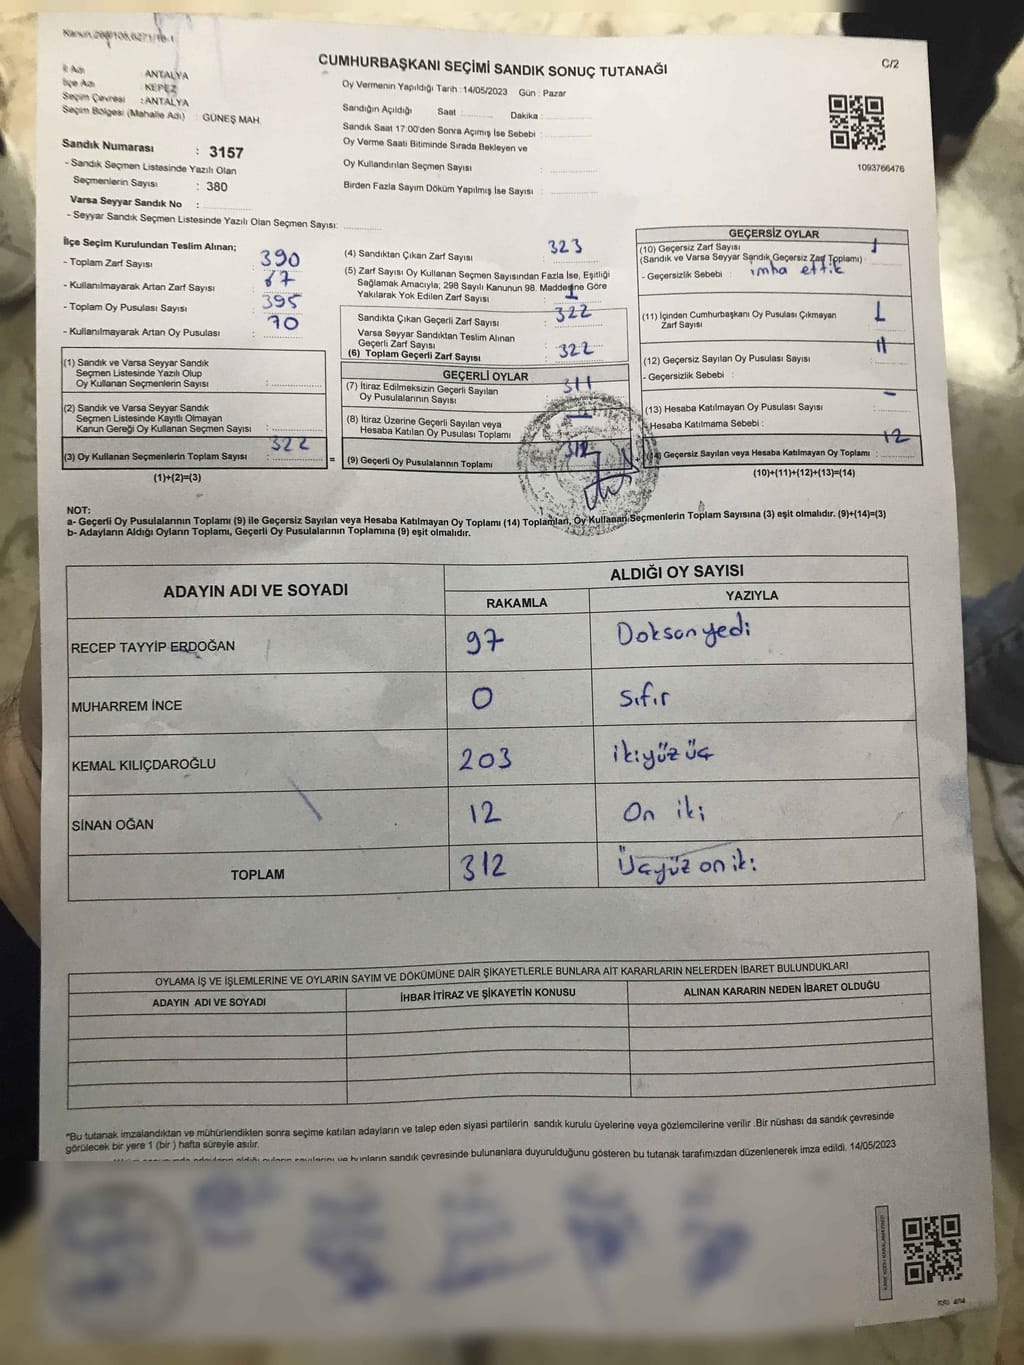 CUMHURBAŞKANI SEÇİMİ SANDIK SONUÇ TUTANAĞI
C/2
İl Adı : ANTALYA
İlçe Adı : KEPEZ
Seçim Çevresi : ANTALYA
Seçim Bölgesi (Mahalle Adı) : GÜNEŞ MAH.
Sandık Numarası : 3157
- Sandık Seçmen Listesinde Yazılı Olan
Seçmenlerin Sayısı : 380
Varsa Seyyar Sandık No :
- Seyyar Sandık Seçmen Listesinde Yazılı Olan Seçmen Sayısı:
Oy Vermenin Yapıldığı Tarih : 14/05/2023 Gün : Pazar
Sandığın Açıldığı Saat Dakika :
Sandık Saat 17:00'den Sonra Açımış İse Sebebi :
Oy Verme Saati Bitiminde Sırada Bekleyen ve
Oy Kullandırılan Seçmen Sayısı :
Birden Fazla Sayım Döküm Yapılmış İse Sayısı :
1093766476
İlçe Seçim Kurulundan Teslim Alınan;
- Toplam Zarf Sayısı : 390
- Kullanılmayarak Artan Zarf Sayısı : 67
- Toplam Oy Pusulası Sayısı : 395
- Kullanılmayarak Artan Oy Pusulası : 70
(1) Sandık ve Varsa Seyyar Sandık
Seçmen Listesinde Yazılı Olup
Oy Kullanan Seçmenlerin Sayısı :
(2) Sandık ve Varsa Seyyar Sandık
Seçmen Listesinde Kayıtlı Olmayan
Kanun Gereği Oy Kullanan Seçmen Sayısı :
(3) Oy Kullanan Seçmenlerin Toplam Sayısı : 322
(1)+(2)=(3)
=
(4) Sandıktan Çıkan Zarf Sayısı : 323
(5) Zarf Sayısı Oy Kullanan Seçmen Sayısından Fazla İse, Eşitliği
Sağlamak Amacıyla; 298 Sayılı Kanunun 98. Maddesine Göre
Yakılarak Yok Edilen Zarf Sayısı : 1
Sandıkta Çıkan Geçerli Zarf Sayısı : 322
Varsa Seyyar Sandıktan Teslim Alınan
Geçerli Zarf Sayısı
(6) Toplam Geçerli Zarf Sayısı : 322
GEÇERLİ OYLAR
(7) İtiraz Edilmeksizin Geçerli Sayılan
Oy Pusulalarının Sayısı : 311
(8) İtiraz Üzerine Geçerli Sayılan veya
Hesaba Katılan Oy Pusulası Toplamı
(9) Geçerli Oy Pusulalarının Toplamı : 312
GEÇERSİZ OYLAR
(10) Geçersiz Zarf Sayısı
(Sandık ve Varsa Seyyar Sandık Geçersiz Zarf Toplamı) : 1
- Geçersizlik Sebebi : imha ettik
(11) İçinden Cumhurbaşkanı Oy Pusulası Çıkmayan
Zarf Sayısı : 1
(12) Geçersiz Sayılan Oy Pusulası Sayısı : 11
- Geçersizlik Sebebi :
(13) Hesaba Katılmayan Oy Pusulası Sayısı : -
- Hesaba Katılmama Sebebi :
(14) Geçersiz Sayılan veya Hesaba Katılmayan Oy Toplamı : 12
(10)+(11)+(12)+(13)=(14)
NOT:
a- Geçerli Oy Pusulalarının Toplamı (9) ile Geçersiz Sayılan veya Hesaba Katılmayan Oy Toplamı (14) Toplamları, Oy Kullanan Seçmenlerin Toplam Sayısına (3) eşit olmalıdır. (9)+(14)=(3)
b- Adayların Aldığı Oyların Toplamı, Geçerli Oy Pusulalarının Toplamına (9) eşit olmalıdır.
ADAYIN ADI VE SOYADI
ALDIĞI OY SAYISI
RAKAMLA YAZIYLA
RECEP TAYYİP ERDOĞAN 97 Doksan yedi
MUHARREM İNCE 0 Sıfır
KEMAL KILIÇDAROĞLU 203 ikiyüz üç
SİNAN OĞAN 12 On iki
TOPLAM 312 Üçyüz on iki
OYLAMA İŞ VE İŞLEMLERİNE VE OYLARIN SAYIM VE DÖKÜMÜNE DAİR ŞİKAYETLERLE BUNLARA AİT KARARLARIN NELERDEN İBARET BULUNDUKLARI
ADAYIN ADI VE SOYADI İHBAR İTİRAZ VE ŞİKAYETİN KONUSU ALINAN KARARIN NEDEN İBARET OLDUĞU
*Bu tutanak imzalandıktan ve mühürlendikten sonra seçime katılan adayların ve talep eden siyasi partilerin sandık kurulu üyelerine veya gözlemcilerine verilir .Bir nüshası da sandık çevresinde
görülecek bir yere 1 (bir ) hafta süreyle asılır.
sandık çevresinde bulunanlara duyurulduğunu gösteren bu tutanak tarafımızdan düzenlenerek imza edildi. 14/05/2023